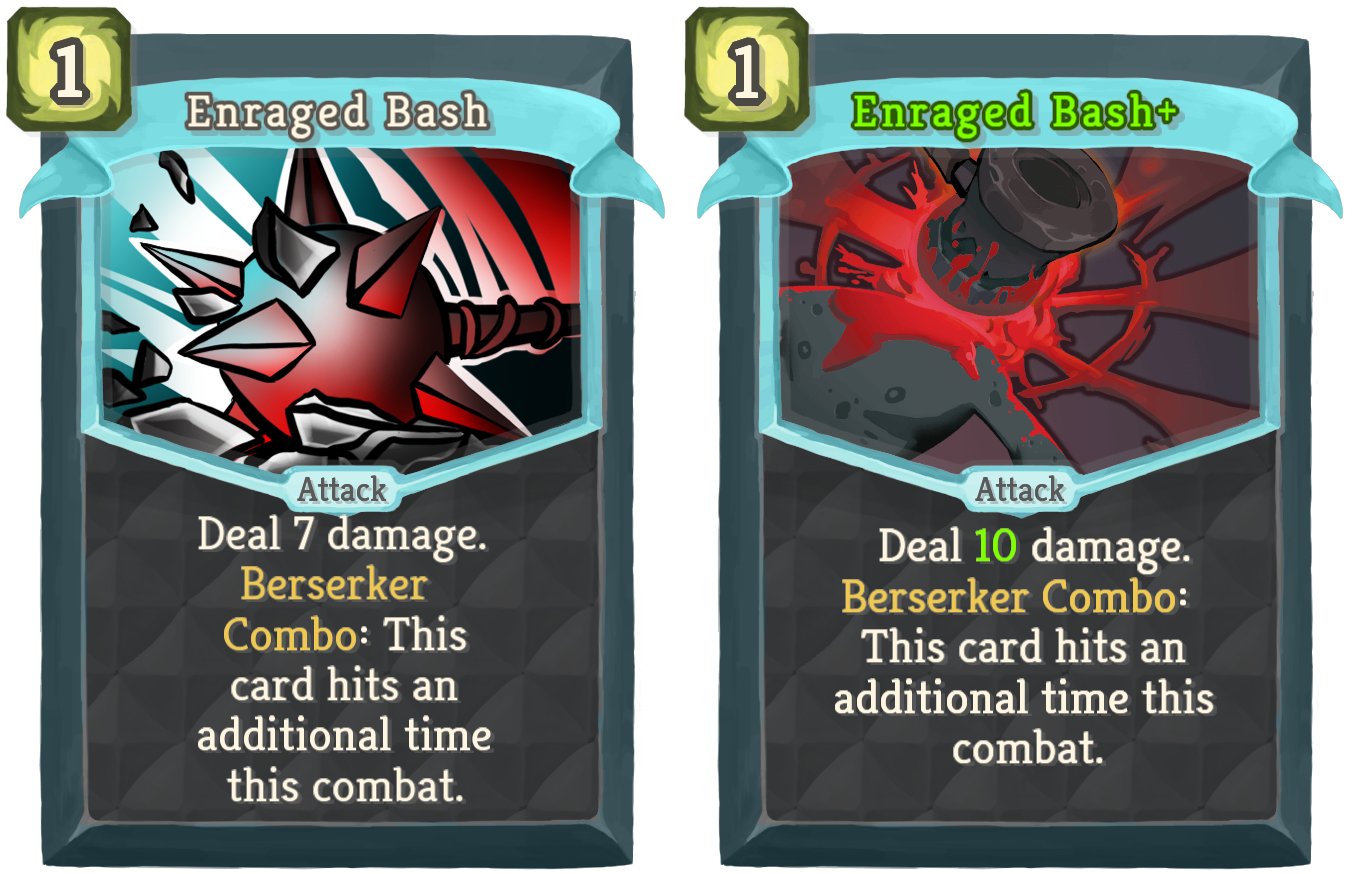 1
Enraged Bash
Attack
Deal 7 damage.
Berserker
Combo: This
card hits an
additional time
this combat.
1
Enraged Bash+
Attack
Deal 10 damage.
Berserker Combo:
This card hits an
additional time this
combat.